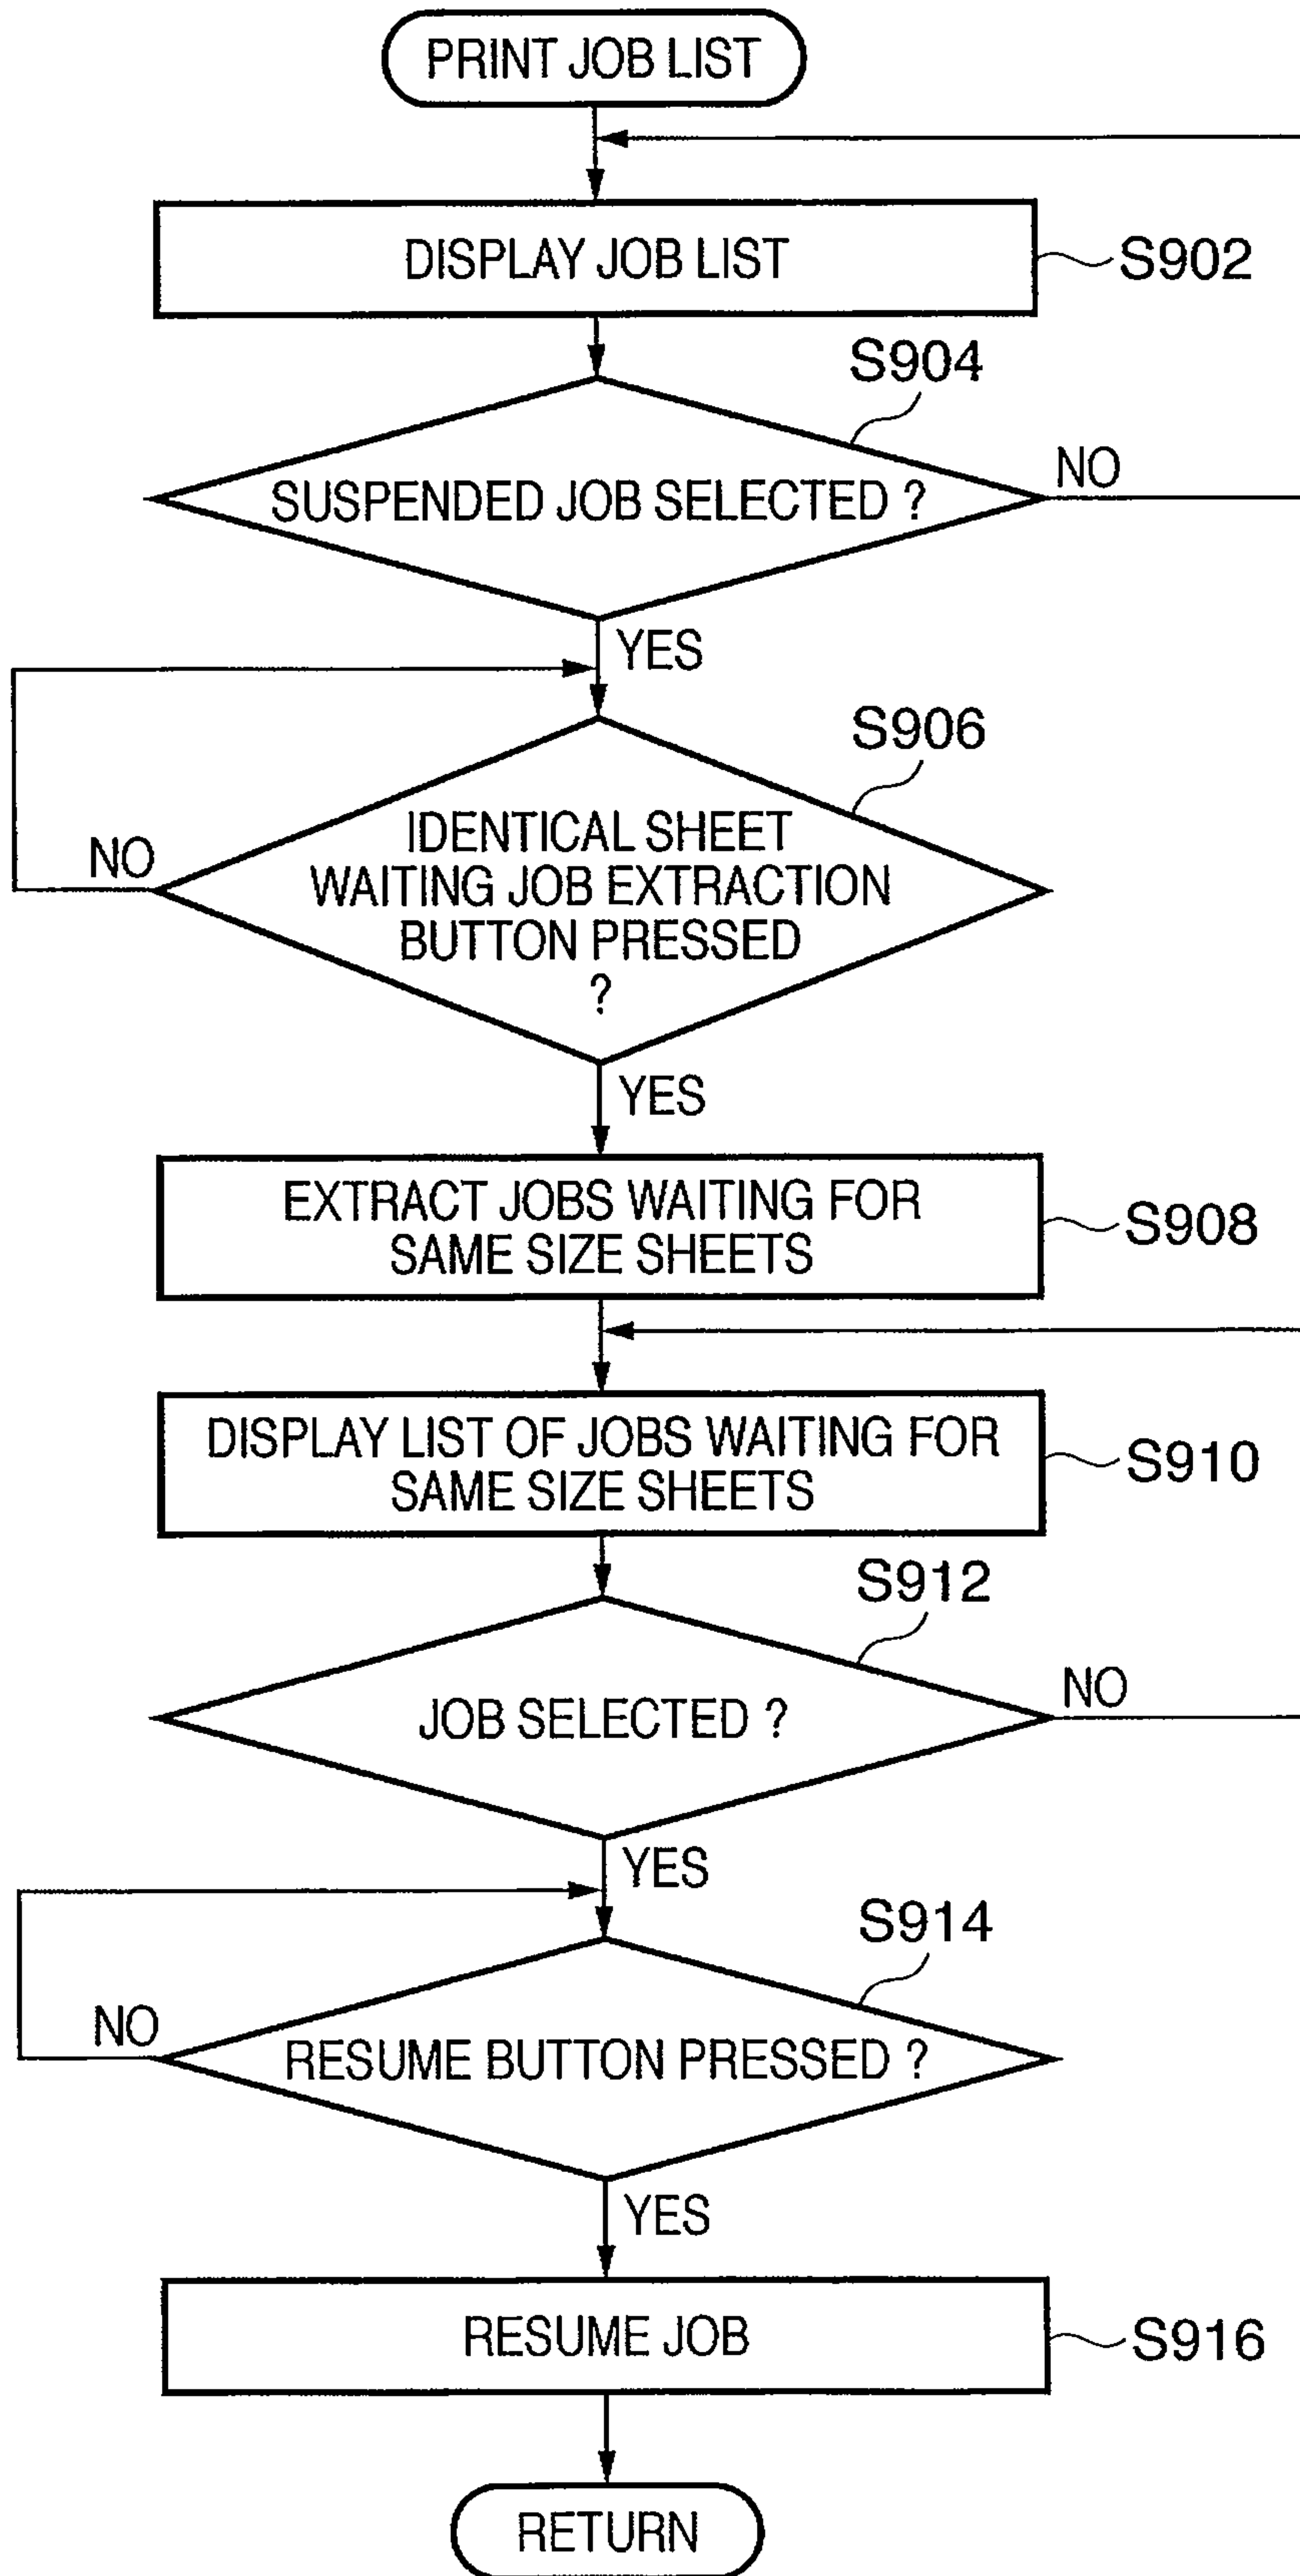 PRINT JOB LIST
DISPLAY JOB LIST
S902
S904
SUSPENDED JOB SELECTED ?
NO
YES
S906
IDENTICAL SHEET
WAITING JOB EXTRACTION
BUTTON PRESSED
?
NO
YES
EXTRACT JOBS WAITING FOR
SAME SIZE SHEETS
S908
DISPLAY LIST OF JOBS WAITING FOR
SAME SIZE SHEETS
S910
S912
JOB SELECTED ?
NO
YES
S914
RESUME BUTTON PRESSED ?
NO
YES
RESUME JOB
S916
RETURN